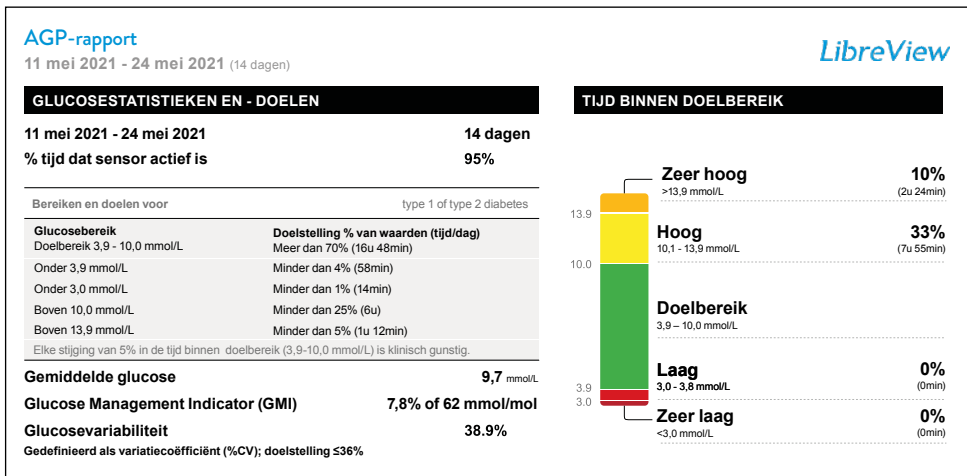 AGP-rapport
11 mei 2021 - 24 mei 2021 (14 dagen)
LibreView
GLUCOSESTATISTIEKEN EN - DOELEN
11 mei 2021 - 24 mei 2021 14 dagen
% tijd dat sensor actief is 95%
Bereiken en doelen voor type 1 of type 2 diabetes
Glucosebereik Doelstelling % van waarden (tijd/dag)
Doelbereik 3,9 - 10,0 mmol/L Meer dan 70% (16u 48min)
Onder 3,9 mmol/L Minder dan 4% (58min)
Onder 3,0 mmol/L Minder dan 1% (14min)
Boven 10,0 mmol/L Minder dan 25% (6u)
Boven 13,9 mmol/L Minder dan 5% (1u 12min)
Elke stijging van 5% in de tijd binnen doelbereik (3,9-10,0 mmol/L) is klinisch gunstig.
Gemiddelde glucose 9,7 mmol/L
Glucose Management Indicator (GMI) 7,8% of 62 mmol/mol
Glucosevariabiliteit 38.9%
Gedefinieerd als variatiecoëfficiënt (%CV); doelstelling ≤36%
TIJD BINNEN DOELBEREIK
Zeer hoog 10%
>13,9 mmol/L (2u 24min)
13.9
Hoog 33%
10,1 - 13,9 mmol/L (7u 55min)
10.0
Doelbereik
3,9 – 10,0 mmol/L
Laag 0%
3,0 - 3,8 mmol/L (0min)
3.9
3.0
Zeer laag 0%
<3,0 mmol/L (0min)